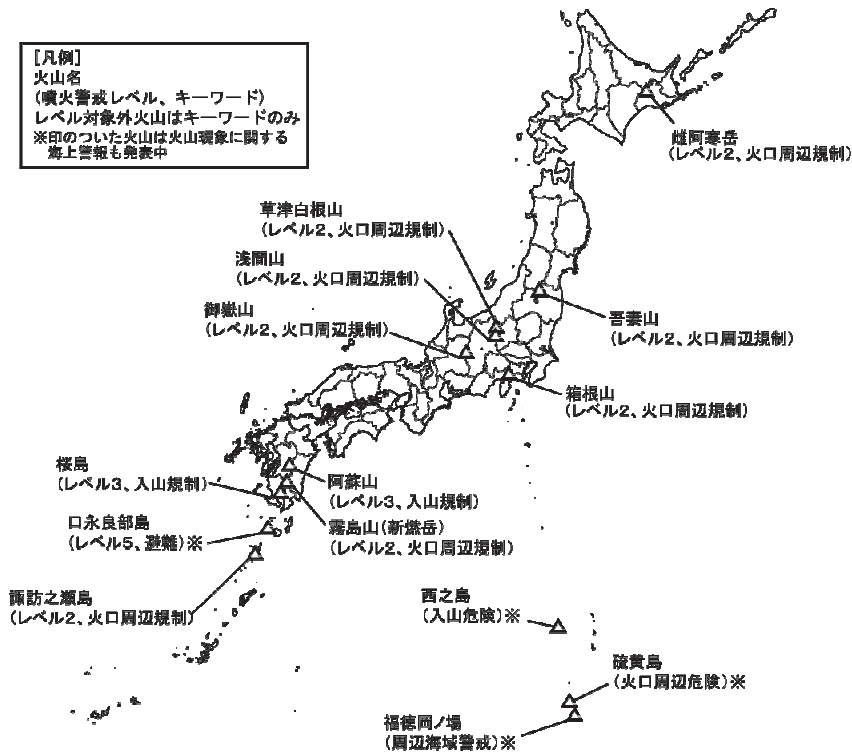 [凡例]
火山名
(噴火警戒レベル、キーワード)
レベル対象外火山はキーワードのみ
※印のついた火山は火山現象に関する
海上警報も発表中
雌阿寒岳
(レベル2、火口周辺規制)
草津白根山
(レベル2、火口周辺規制)
浅間山
(レベル2、火口周辺規制)
御嶽山
(レベル2、火口周辺規制)
吾妻山
(レベル2、火口周辺規制)
箱根山
(レベル2、火口周辺規制)
桜島
(レベル3、入山規制)
阿蘇山
(レベル3、入山規制)
口永良部島
(レベル5、避難)※
霧島山(新燃岳)
(レベル2、火口周辺規制)
諏訪之瀬島
(レベル2、火口周辺規制)
西之島
(入山危険)※
硫黄島
(火口周辺危険)※
福徳岡ノ場
(周辺海域警戒)※